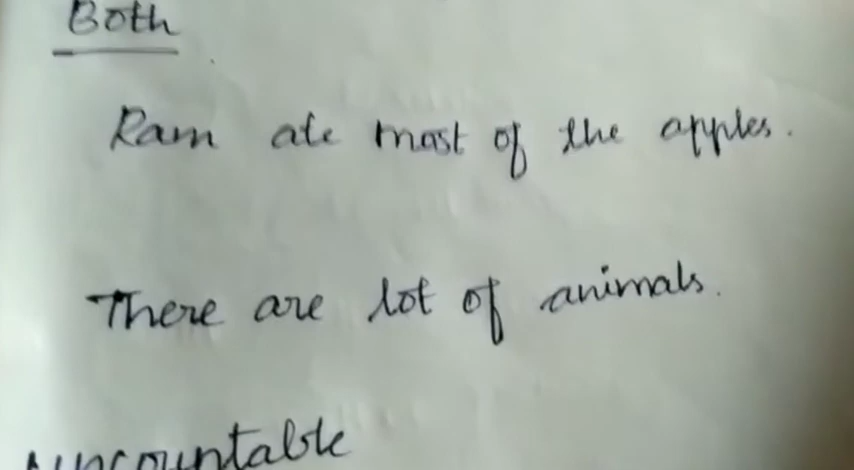 Both
Ram ate most of the apples.
There are lot of animals.
uncountable